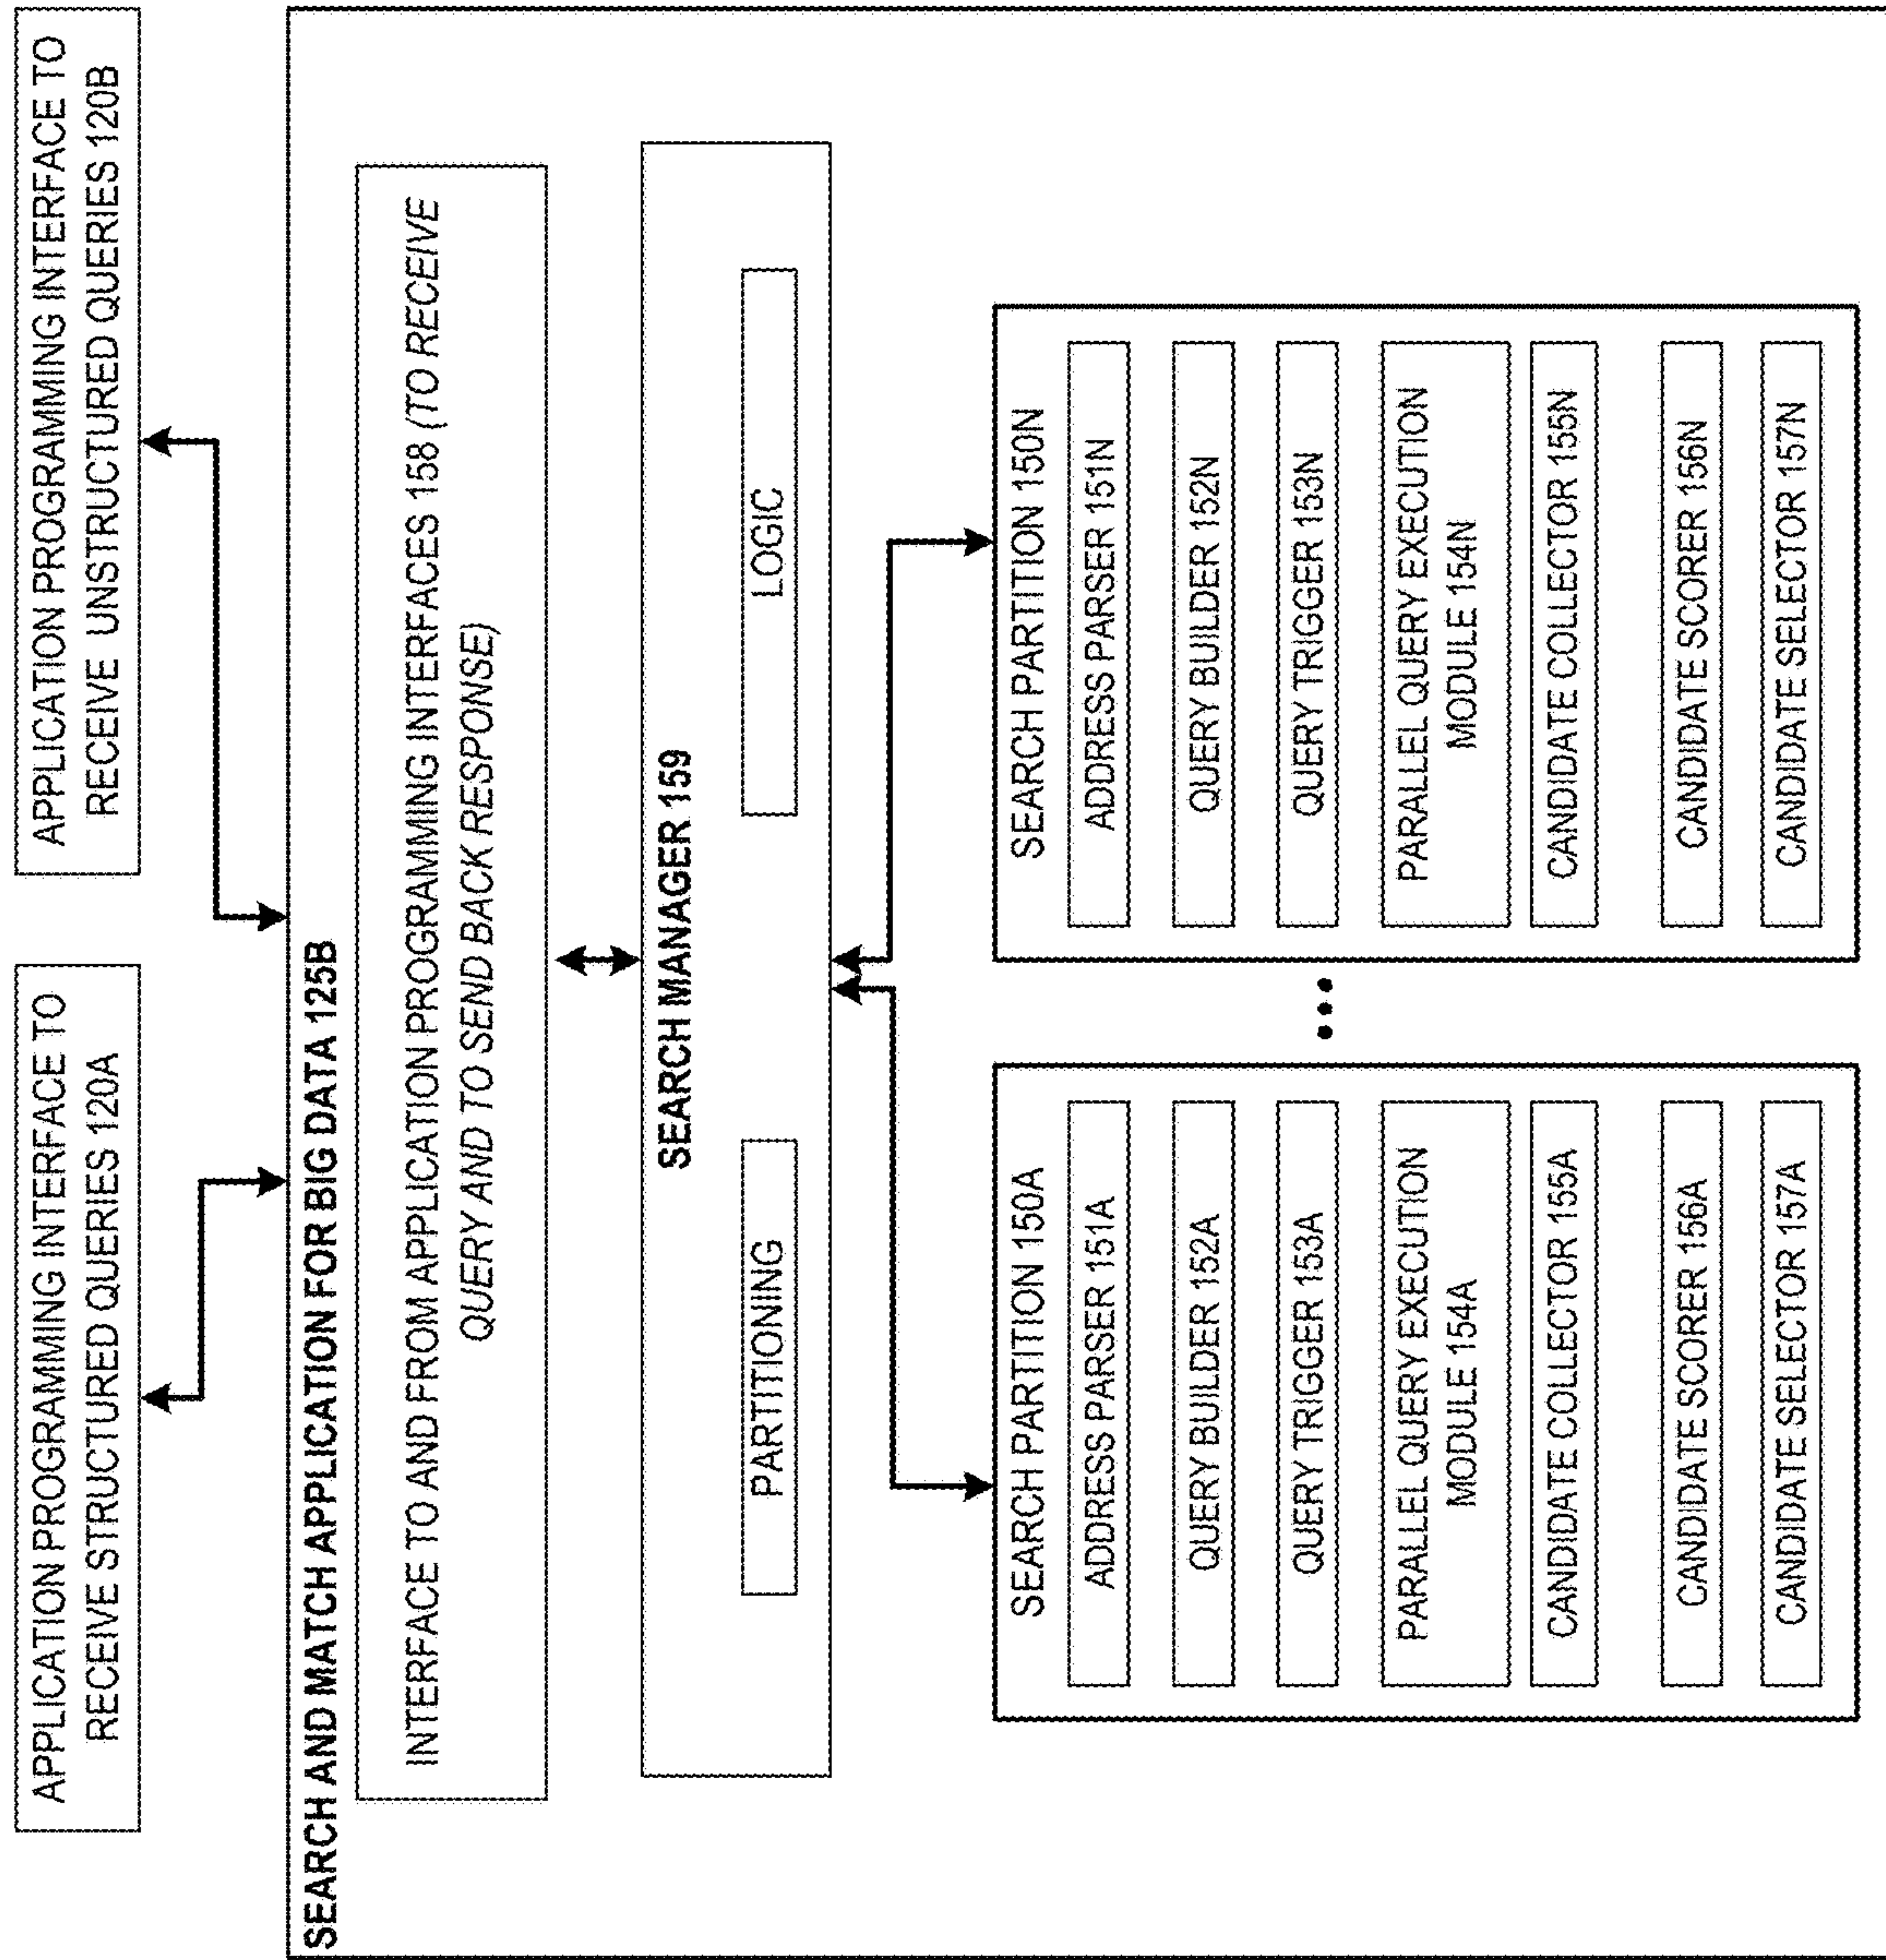 APPLICATION PROGRAMMING INTERFACE TO
RECEIVE STRUCTURED QUERIES 120A
APPLICATION PROGRAMMING INTERFACE TO
RECEIVE UNSTRUCTURED QUERIES 120B
SEARCH AND MATCH APPLICATION FOR BIG DATA 125B
INTERFACE TO AND FROM APPLICATION PROGRAMMING INTERFACES 158 (TO RECEIVE
QUERY AND TO SEND BACK RESPONSE)
SEARCH MANAGER 159
PARTITIONING
LOGIC
SEARCH PARTITION 150A
ADDRESS PARSER 151A
QUERY BUILDER 152A
QUERY TRIGGER 153A
PARALLEL QUERY EXECUTION
MODULE 154A
CANDIDATE COLLECTOR 155A
CANDIDATE SCORER 156A
CANDIDATE SELECTOR 157A
...
SEARCH PARTITION 150N
ADDRESS PARSER 151N
QUERY BUILDER 152N
QUERY TRIGGER 153N
PARALLEL QUERY EXECUTION
MODULE 154N
CANDIDATE COLLECTOR 155N
CANDIDATE SCORER 156N
CANDIDATE SELECTOR 157N